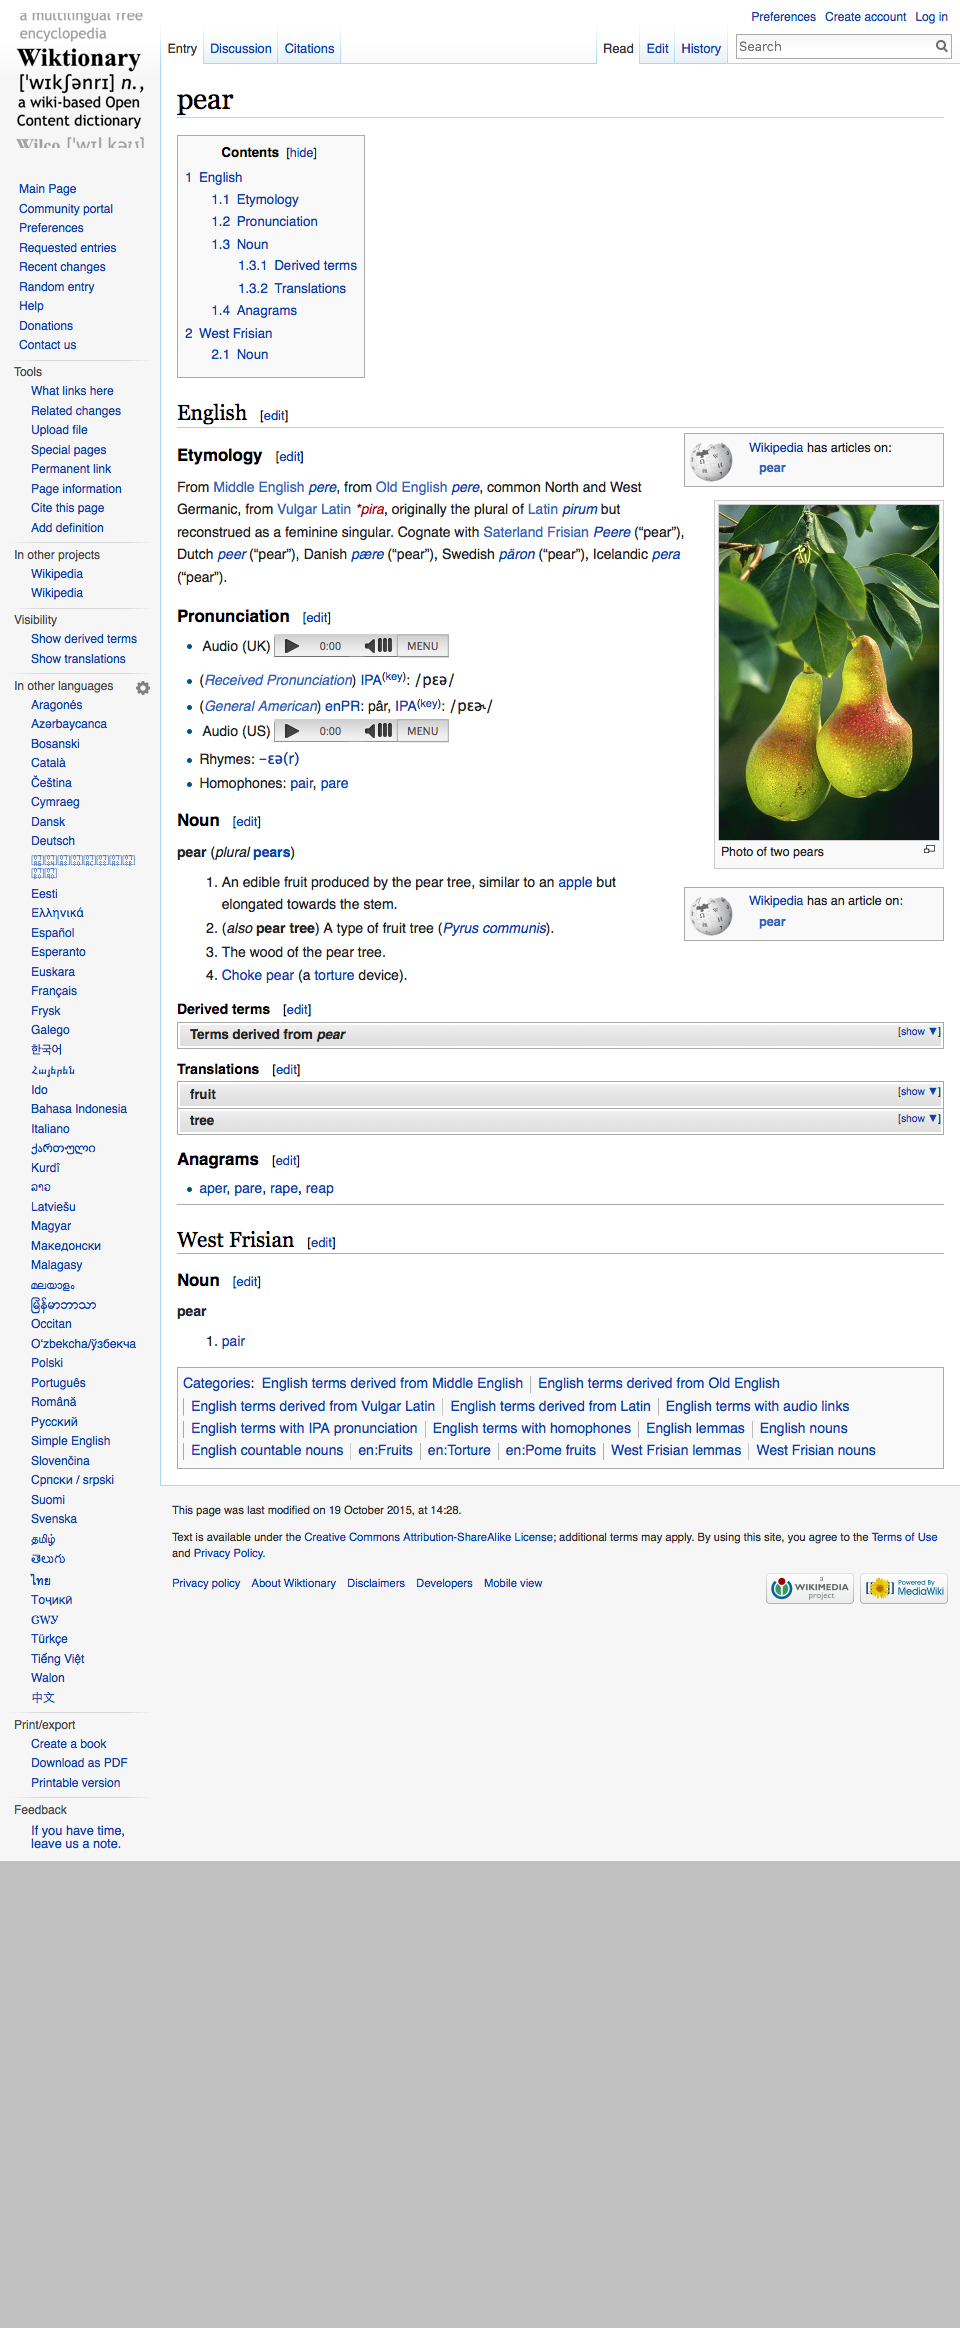 a multilingual free
encyclopedia
Wiktionary
['wɪkʃənrɪ] n.,
a wiki-based Open
Content dictionary
Wilco ['wɪl kəʊ]
Preferences Create account Log in
Entry Discussion Citations Read Edit History Search
Main Page
Community portal
Preferences
Requested entries
Recent changes
Random entry
Help
Donations
Contact us
Tools
What links here
Related changes
Upload file
Special pages
Permanent link
Page information
Cite this page
Add definition
In other projects
Wikipedia
Wikipedia
Visibility
Show derived terms
Show translations
In other languages
Aragonés
Azərbaycanca
Bosanski
Català
Čeština
Cymraeg
Dansk
Deutsch
Eesti
Ελληνικά
Español
Esperanto
Euskara
Français
Frysk
Galego
한국어
Հայերեն
Ido
Bahasa Indonesia
Italiano
ქართული
Kurdî
ລາວ
Latviešu
Magyar
Македонски
Malagasy
മലയാളം
မြန်မာဘာသာ
Occitan
Oʻzbekcha/ўзбекча
Polski
Português
Română
Русский
Simple English
Slovenčina
Српски / srpski
Suomi
Svenska
தமிழ்
తెలుగు
ไทย
Тоҷикӣ
ᏣᎳᎩ
Türkçe
Tiếng Việt
Walon
中文
Print/export
Create a book
Download as PDF
Printable version
Feedback
If you have time,
leave us a note.
pear
Contents [hide]
1 English
1.1 Etymology
1.2 Pronunciation
1.3 Noun
1.3.1 Derived terms
1.3.2 Translations
1.4 Anagrams
2 West Frisian
2.1 Noun
English [edit]
Wikipedia has articles on:
pear
Etymology [edit]
From Middle English pere, from Old English pere, common North and West
Germanic, from Vulgar Latin *pira, originally the plural of Latin pirum but
reconstrued as a feminine singular. Cognate with Saterland Frisian Peere (“pear”),
Dutch peer (“pear”), Danish pære (“pear”), Swedish päron (“pear”), Icelandic pera
(“pear”).
Photo of two pears
Pronunciation [edit]
Audio (UK) 0:00 MENU
(Received Pronunciation) IPA(key): /pɛə/
(General American) enPR: pâr, IPA(key): /pɛɚ/
Audio (US) 0:00 MENU
Rhymes: -ɛə(r)
Homophones: pair, pare
Noun [edit]
pear (plural pears)
Wikipedia has an article on:
pear
1. An edible fruit produced by the pear tree, similar to an apple but
elongated towards the stem.
2. (also pear tree) A type of fruit tree (Pyrus communis).
3. The wood of the pear tree.
4. Choke pear (a torture device).
Derived terms [edit]
Terms derived from pear [show ▼]
Translations [edit]
fruit [show ▼]
tree [show ▼]
Anagrams [edit]
aper, pare, rape, reap
West Frisian [edit]
Noun [edit]
pear
1. pair
Categories: English terms derived from Middle English | English terms derived from Old English
| English terms derived from Vulgar Latin | English terms derived from Latin | English terms with audio links
| English terms with IPA pronunciation | English terms with homophones | English lemmas | English nouns
| English countable nouns | en:Fruits | en:Torture | en:Pome fruits | West Frisian lemmas | West Frisian nouns
This page was last modified on 19 October 2015, at 14:28.
Text is available under the Creative Commons Attribution-ShareAlike License; additional terms may apply. By using this site, you agree to the Terms of Use
and Privacy Policy.
Privacy policy About Wiktionary Disclaimers Developers Mobile view
a
WIKIMEDIA
project
Powered By
MediaWiki